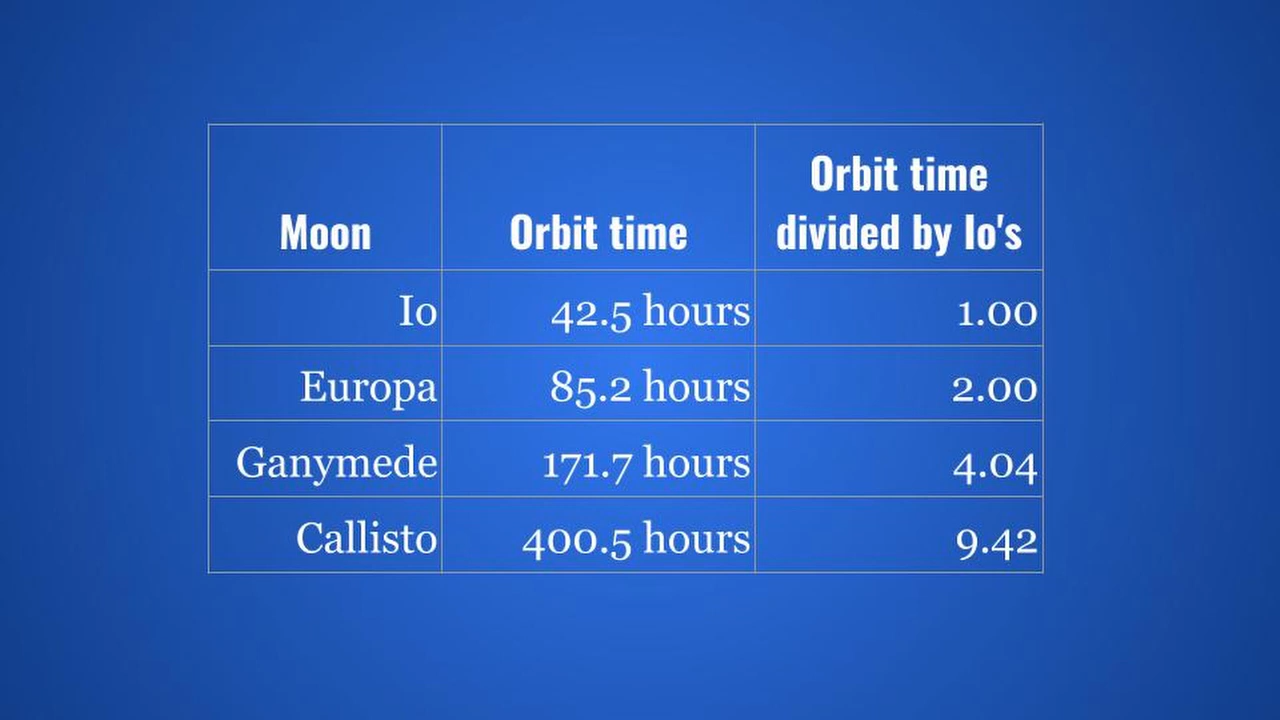 Moon Orbit time Orbit time divided by Io's
Io 42.5 hours 1.00
Europa 85.2 hours 2.00
Ganymede 171.7 hours 4.04
Callisto 400.5 hours 9.42